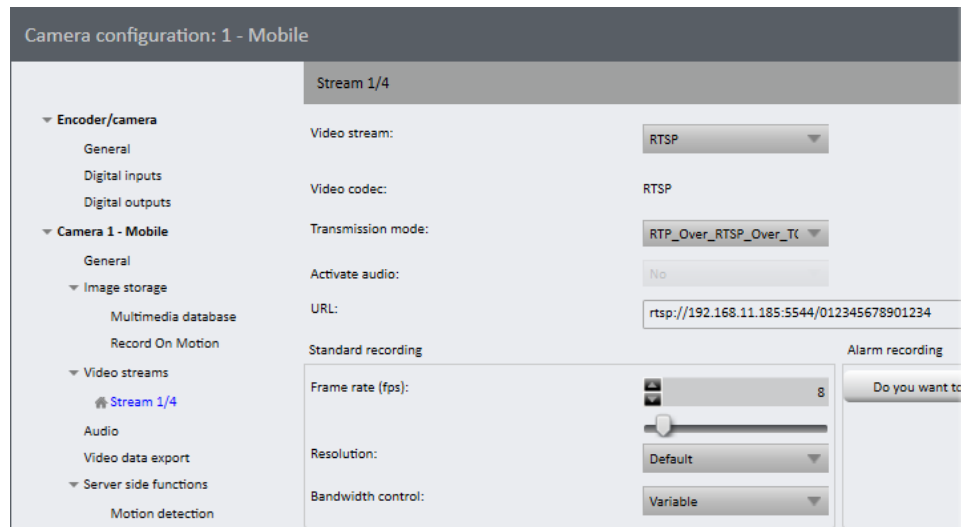 Camera configuration: 1 - Mobile
Stream 1/4
Encoder/camera
General
Digital inputs
Digital outputs
Camera 1 - Mobile
General
Image storage
Multimedia database
Record On Motion
Video streams
Stream 1/4
Audio
Video data export
Server side functions
Motion detection
Video stream:
RTSP
Video codec:
RTSP
Transmission mode:
RTP_Over_RTSP_Over_T(
Activate audio:
No
URL:
rtsp://192.168.11.185:5544/012345678901234
Standard recording
Alarm recording
Frame rate (fps):
8
Do you want to
Resolution:
Default
Bandwidth control:
Variable